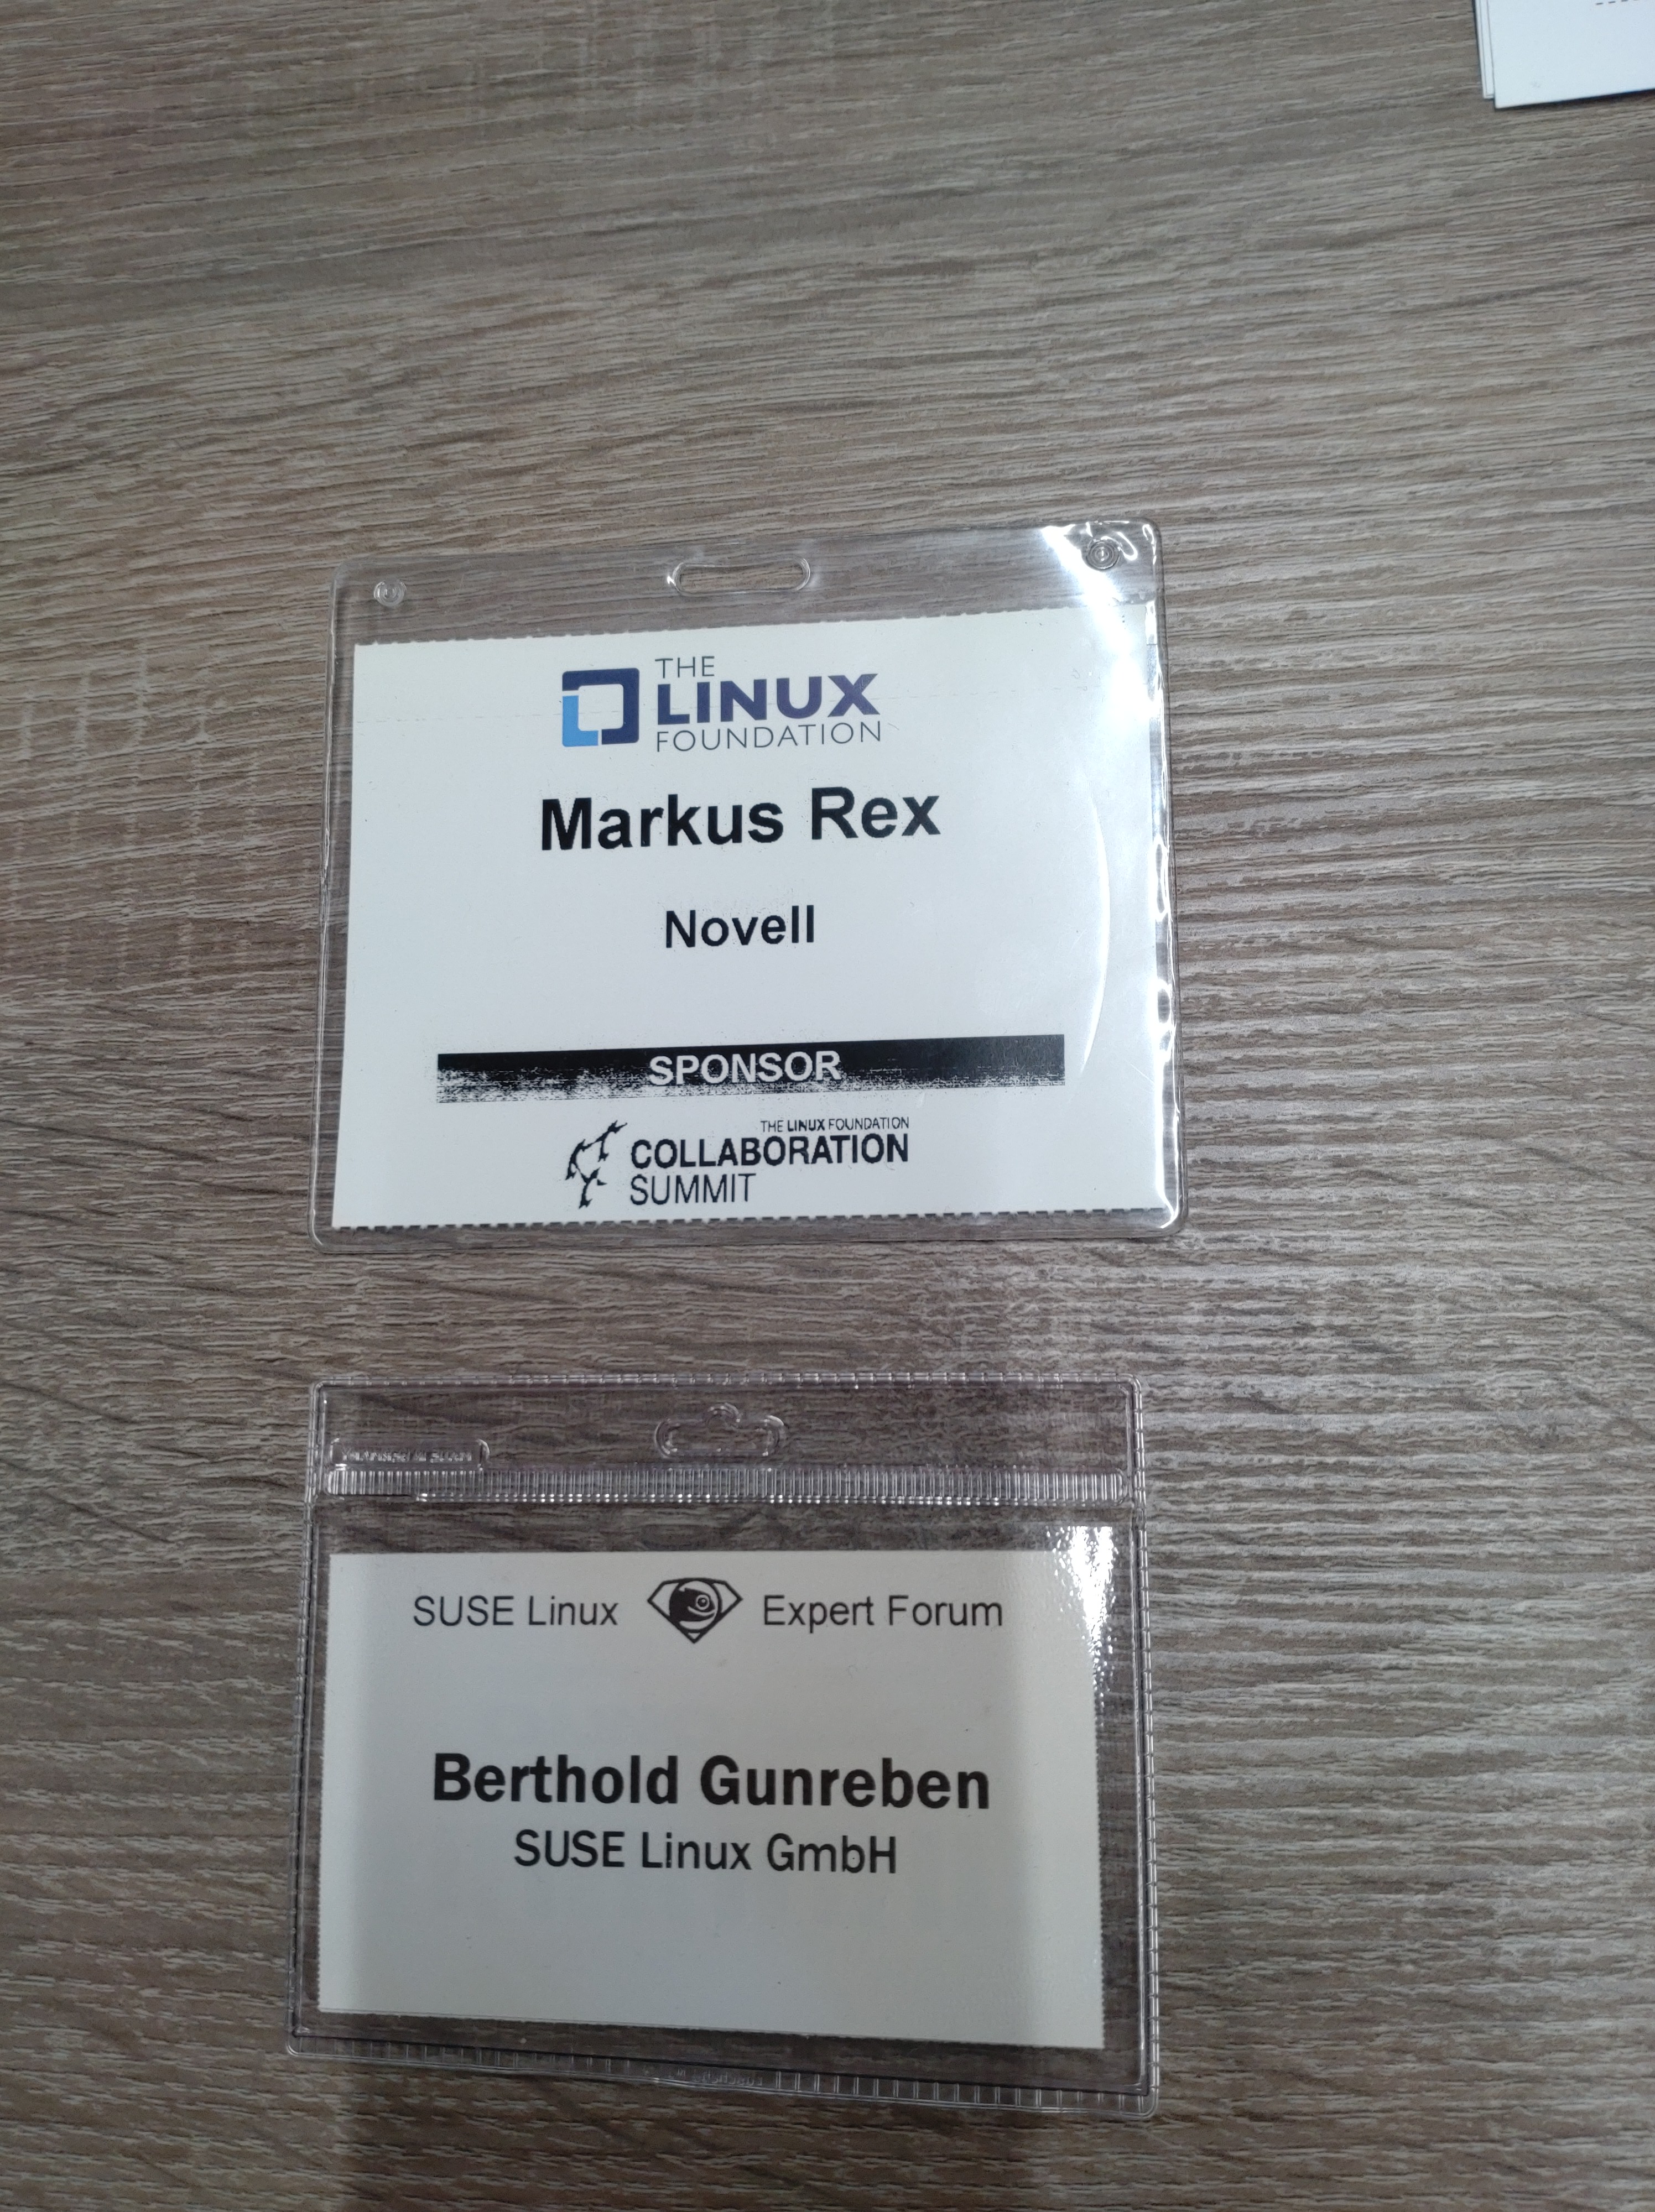 THE
LINUX
FOUNDATION
Markus Rex
Novell
SPONSOR
THE LINUX FOUNDATION
COLLABORATION
SUMMIT
SUSE Linux Expert Forum
Berthold Gunreben
SUSE Linux GmbH